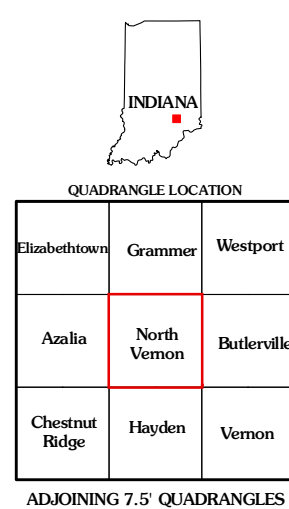 INDIANA
QUADRANGLE LOCATION
Elizabethtown
Grammer
Westport
Azalia
North
Vernon
Butlerville
Chestnut
Ridge
Hayden
Vernon
ADJOINING 7.5' QUADRANGLES